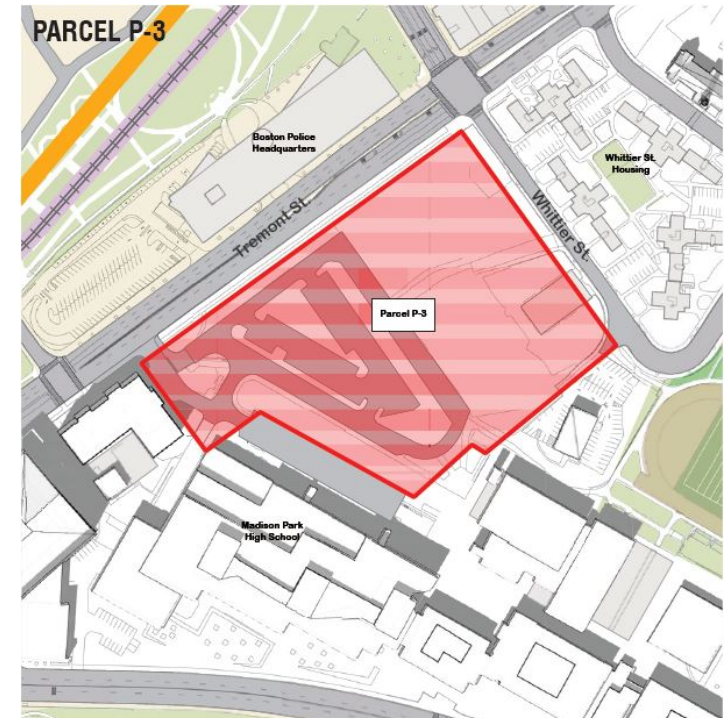 PARCEL P-3
Boston Police
Headquarters
Whittier St.
Housing
Tremont St.
Whittier St.
Parcel P-3
Madison Park
High School